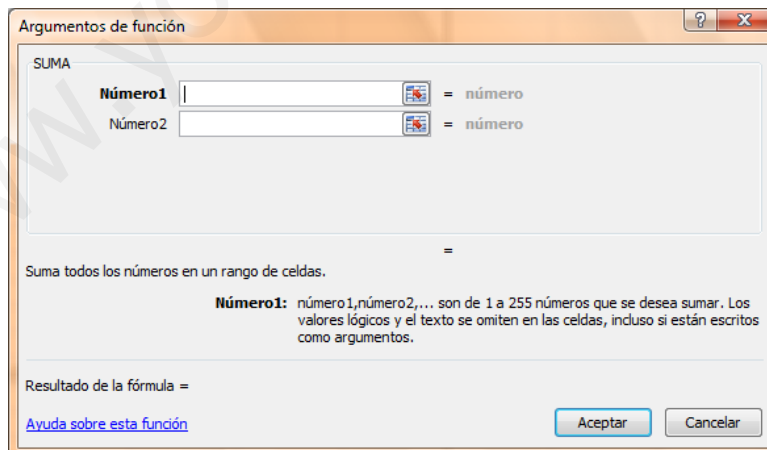 Argumentos de función
SUMA
Número1 = número
Número2 = número
=
Suma todos los números en un rango de celdas.
Número1: número1,número2,... son de 1 a 255 números que se desea sumar. Los
valores lógicos y el texto se omiten en las celdas, incluso si están escritos
como argumentos.
Resultado de la fórmula =
Ayuda sobre esta función
Aceptar
Cancelar